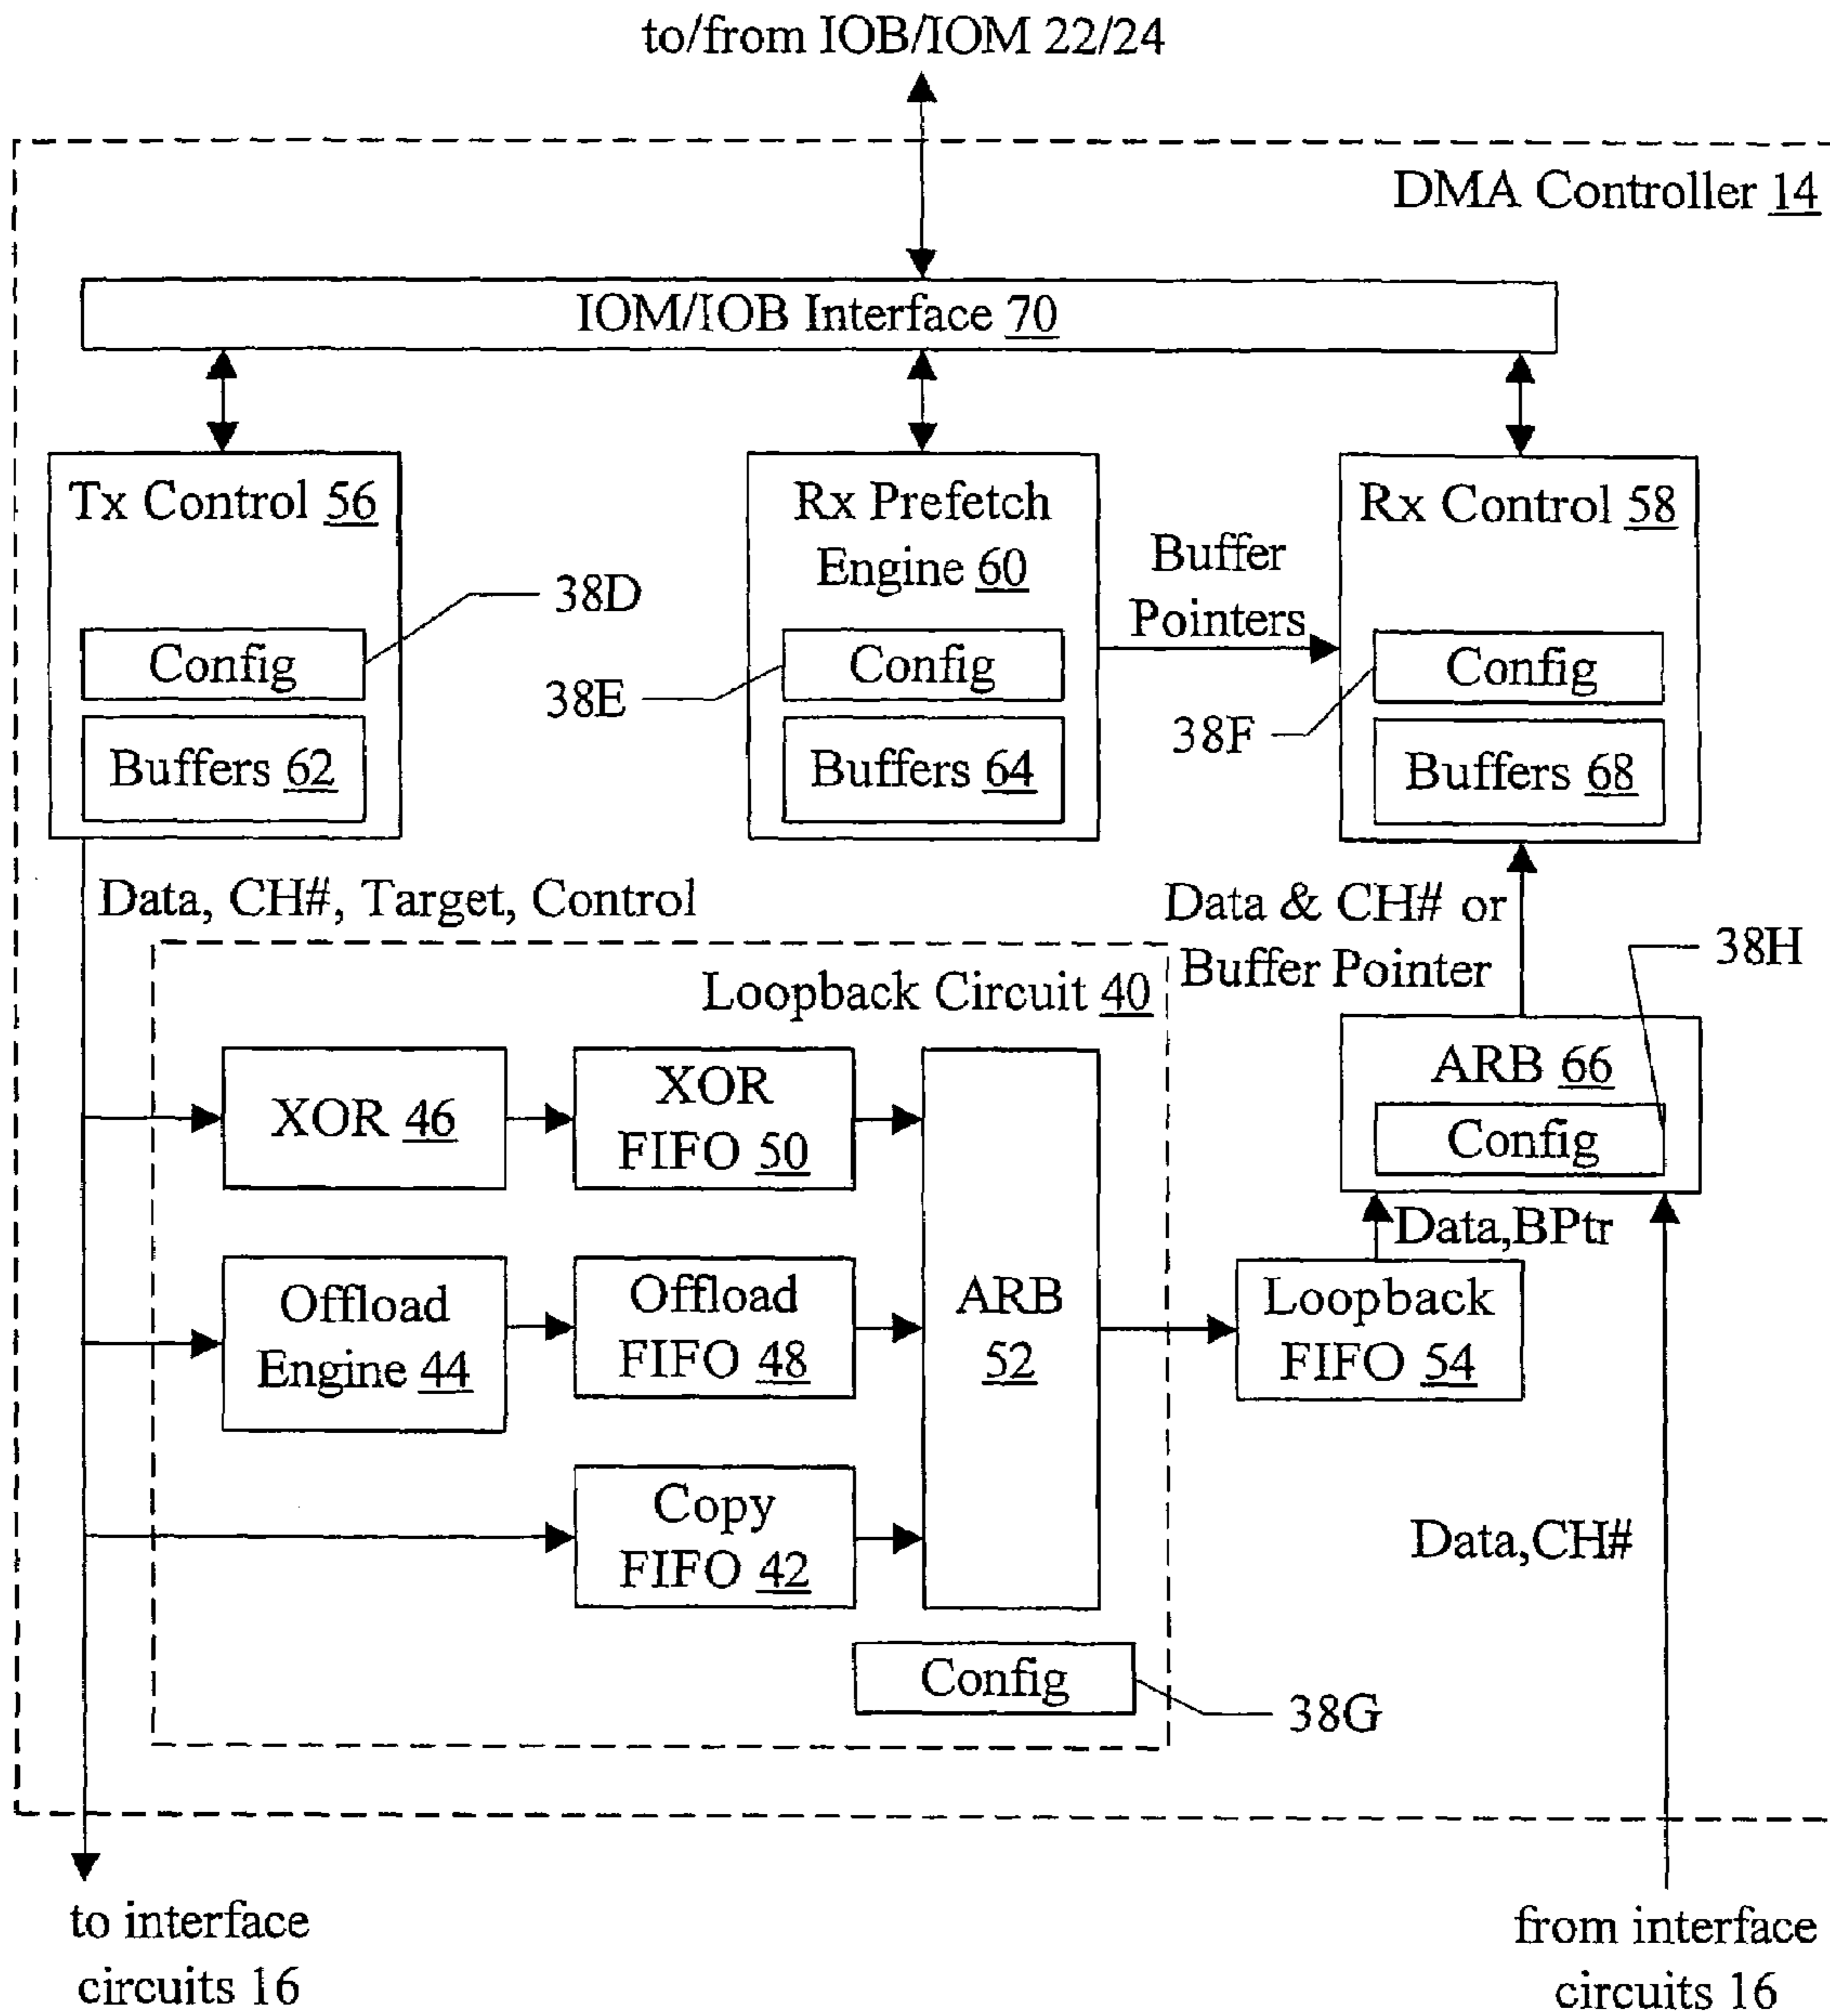 to/from IOB/IOM 22/24
DMA Controller 14
IOM/IOB Interface 70
Tx Control 56
Config
Buffers 62
38D
Rx Prefetch
Engine 60
Config
Buffers 64
38E
Buffer
Pointers
Rx Control 58
Config
Buffers 68
38F
Data, CH#, Target, Control
Data & CH# or
Buffer Pointer
38H
Loopback Circuit 40
XOR 46
XOR
FIFO 50
ARB 66
Config
Offload
Engine 44
Offload
FIFO 48
ARB
52
Data,BPtr
Loopback
FIFO 54
Copy
FIFO 42
Data,CH#
Config
38G
to interface
circuits 16
from interface
circuits 16